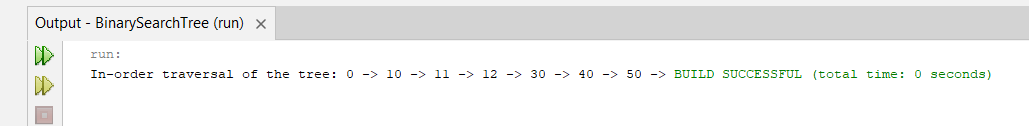 Output - BinarySearchTree (run) ×
run:
In-order traversal of the tree: 0 -> 10 -> 11 -> 12 -> 30 -> 40 -> 50 -> BUILD SUCCESSFUL (total time: 0 seconds)